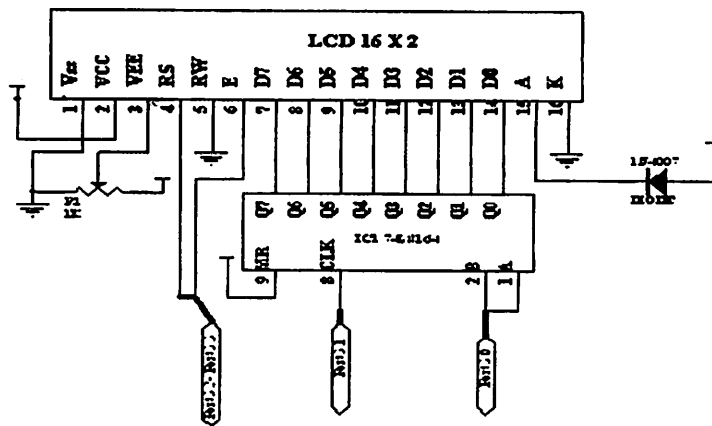 LCD 16 X 2
Vss VCC VEE RS RW E D7 D6 D5 D4 D3 D2 D1 D0 A K
1 2 3 4 5 6 7 8 9 10 11 12 13 14 15 16
1K
Q7 Q6 Q5 Q4 Q3 Q2 Q1 Q0
MR CLK B A
9 8 2 1